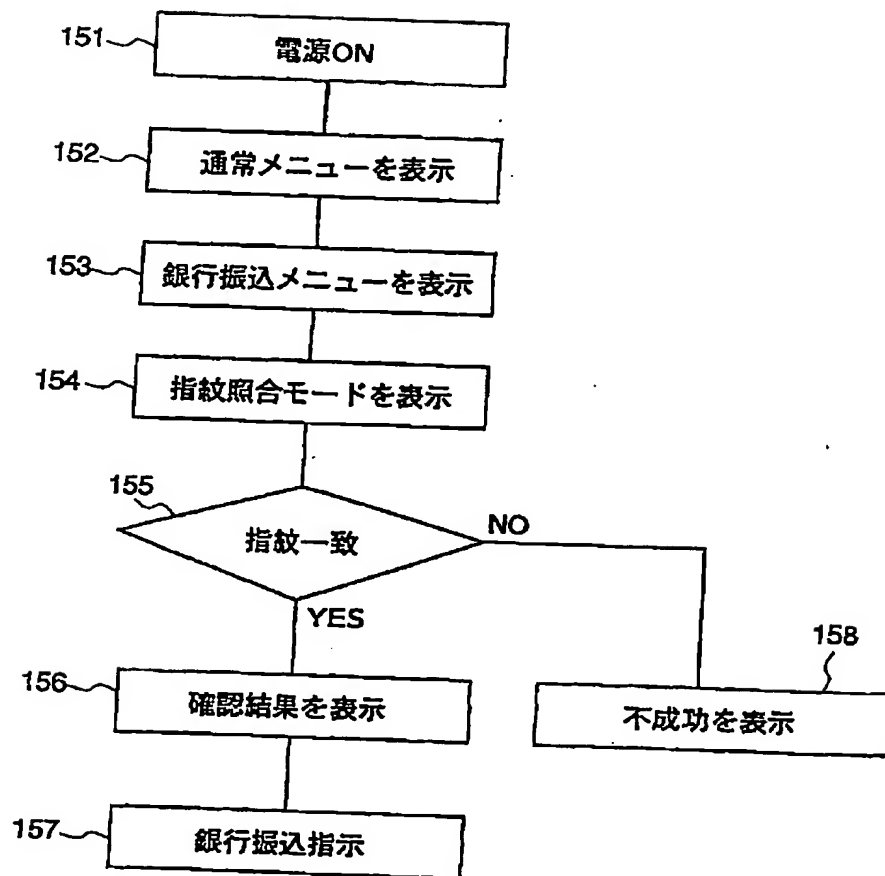 151
電源ON
152
通常メニューを表示
153
銀行振込メニューを表示
154
指紋照合モードを表示
155
指紋一致
NO
YES
156
確認結果を表示
158
不成功を表示
157
銀行振込指示